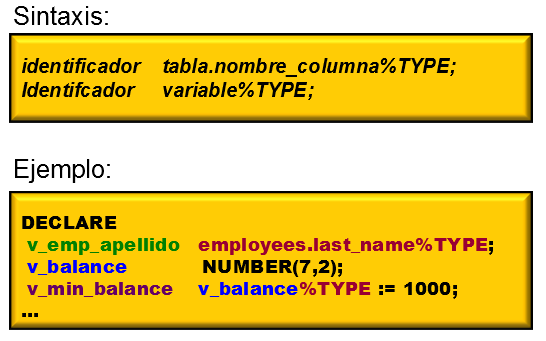 Sintaxis:
identificador tabla.nombre_columna%TYPE;
Identifcador variable%TYPE;
Ejemplo:
DECLARE
v_emp_apellido employees.last_name%TYPE;
v_balance NUMBER(7,2);
v_min_balance v_balance%TYPE := 1000;
...